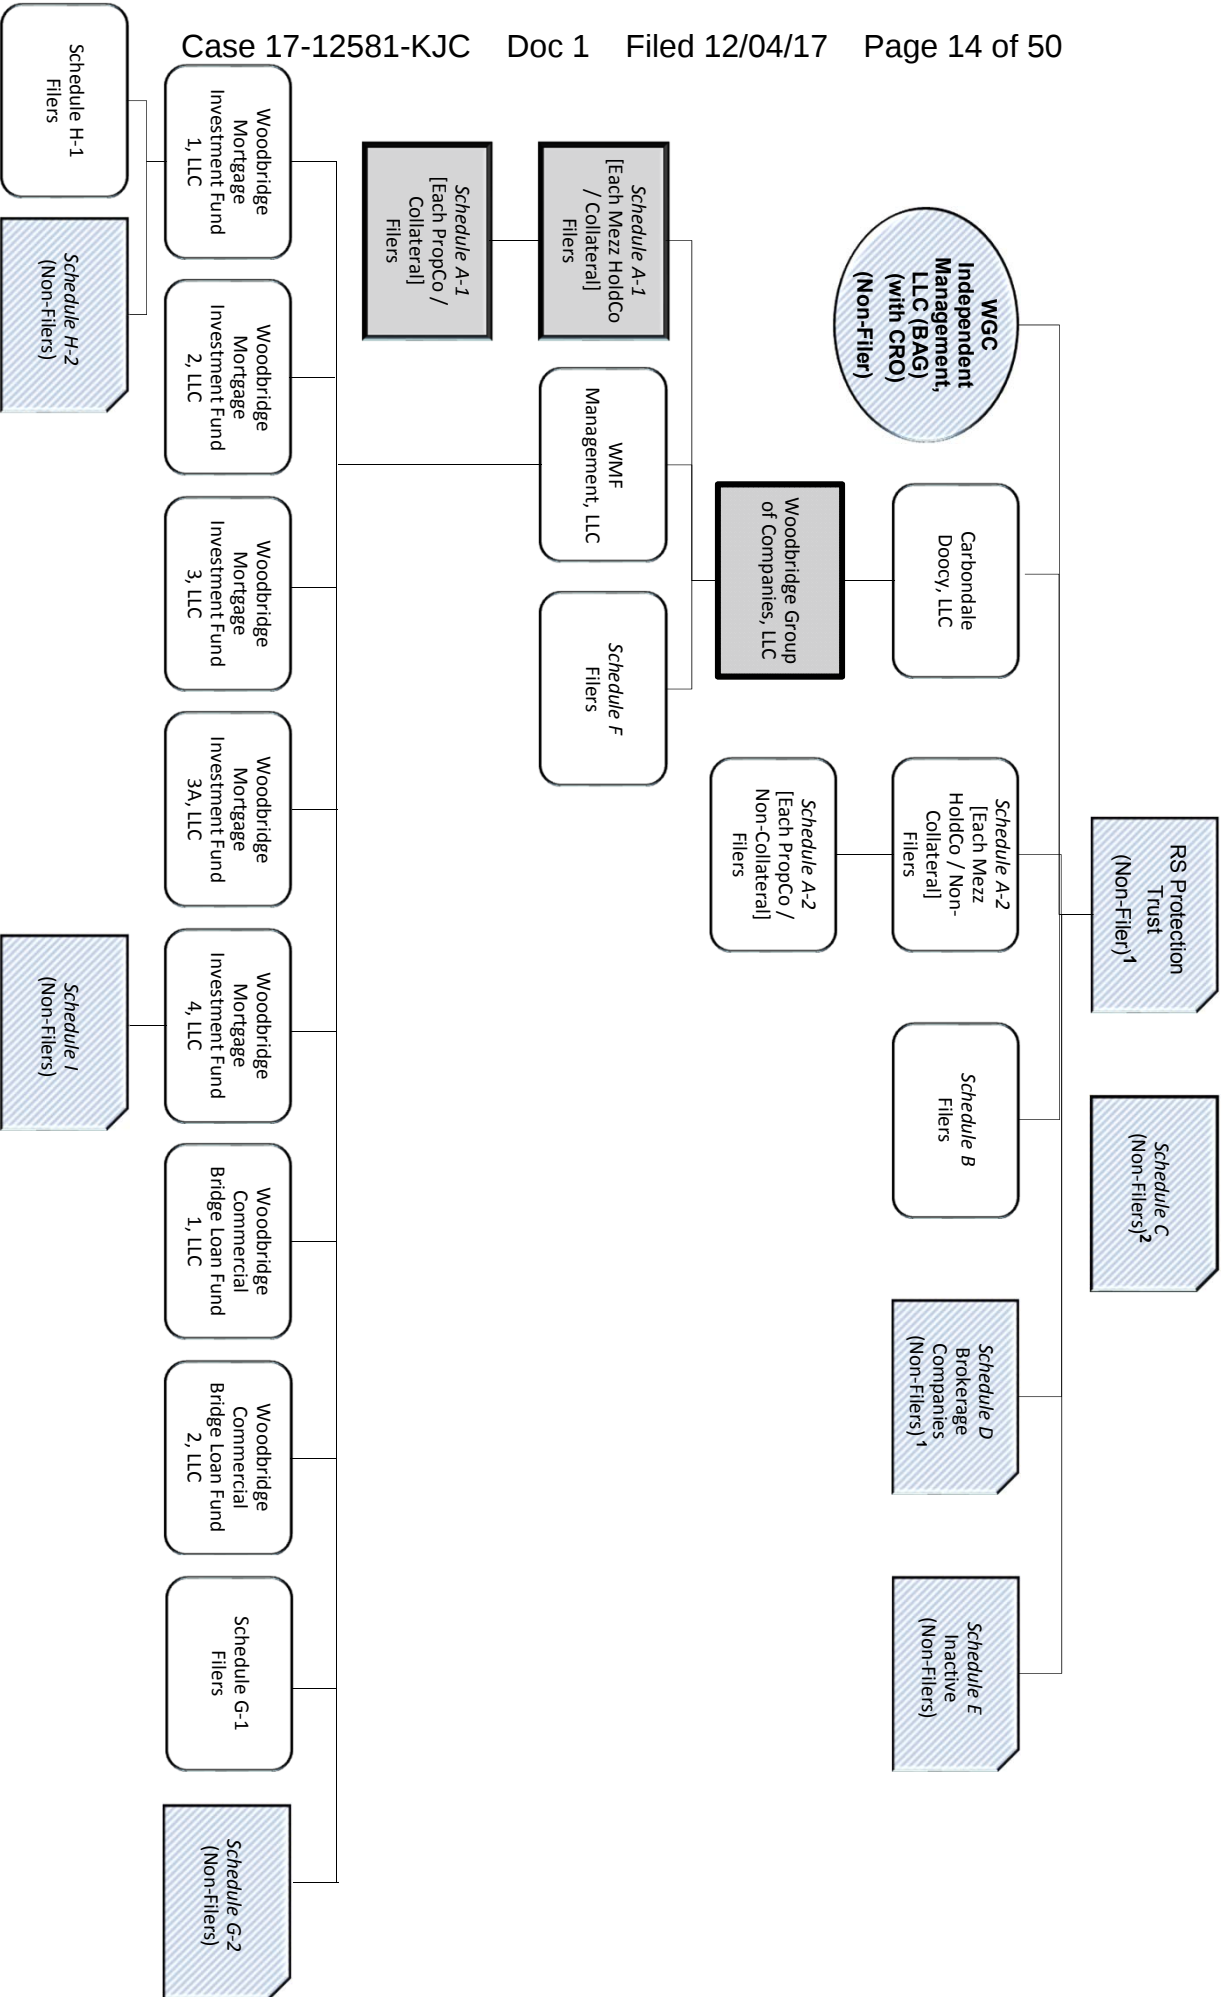 Case 17-12581-KJC Doc 1 Filed 12/04/17 Page 14 of 50
RS Protection
Trust
(Non-Filer)1
Schedule C
(Non-Filers)2
WGC
Independent
Management,
LLC (BAG)
(with CRO)
(Non-Filer)
Carbondale
Doocy, LLC
Schedule A-2
[Each Mezz
HoldCo / Non-
Collateral]
Filers
Schedule B
Filers
Schedule D
Brokerage
Companies
(Non-Filers) 1
Schedule E
Inactive
(Non-Filers)
Woodbridge Group
of Companies, LLC
Schedule A-2
[Each PropCo /
Non-Collateral]
Filers
Schedule A-1
[Each Mezz HoldCo
/ Collateral]
Filers
WMF
Management, LLC
Schedule F
Filers
Schedule A-1
[Each PropCo /
Collateral]
Filers
Woodbridge
Mortgage
Investment Fund
1, LLC
Woodbridge
Mortgage
Investment Fund
2, LLC
Woodbridge
Mortgage
Investment Fund
3, LLC
Woodbridge
Mortgage
Investment Fund
3A, LLC
Woodbridge
Mortgage
Investment Fund
4, LLC
Woodbridge
Commercial
Bridge Loan Fund
1, LLC
Woodbridge
Commercial
Bridge Loan Fund
2, LLC
Schedule G-1
Filers
Schedule G-2
(Non-Filers)
Schedule H-1
Filers
Schedule H-2
(Non-Filers)
Schedule I
(Non-Filers)